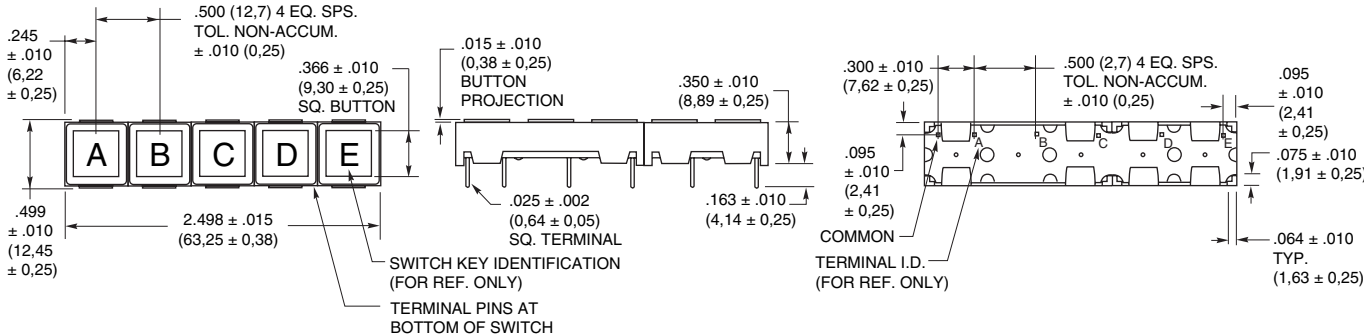 .500 (12,7) 4 EQ. SPS.
TOL. NON-ACCUM.
± .010 (0,25)
.245
± .010
(6,22
± 0,25)
.366 ± .010
(9,30 ± 0,25)
SQ. BUTTON
A B C D E
.499
± .010
(12,45
± 0,25)
2.498 ± .015
(63,25 ± 0,38)
SWITCH KEY IDENTIFICATION
(FOR REF. ONLY)
TERMINAL PINS AT
BOTTOM OF SWITCH
.015 ± .010
(0,38 ± 0,25)
BUTTON
PROJECTION
.350 ± .010
(8,89 ± 0,25)
.025 ± .002
(0,64 ± 0,05)
SQ. TERMINAL
.163 ± .010
(4,14 ± 0,25)
.300 ± .010
(7,62 ± 0,25)
.500 (2,7) 4 EQ. SPS.
TOL. NON-ACCUM.
± .010 (0,25)
.095
± .010
(2,41
± 0,25)
A B C D E
.095
± .010
(2,41
± 0,25)
.075 ± .010
(1,91 ± 0,25)
COMMON
TERMINAL I.D.
(FOR REF. ONLY)
.064 ± .010
TYP.
(1,63 ± 0,25)